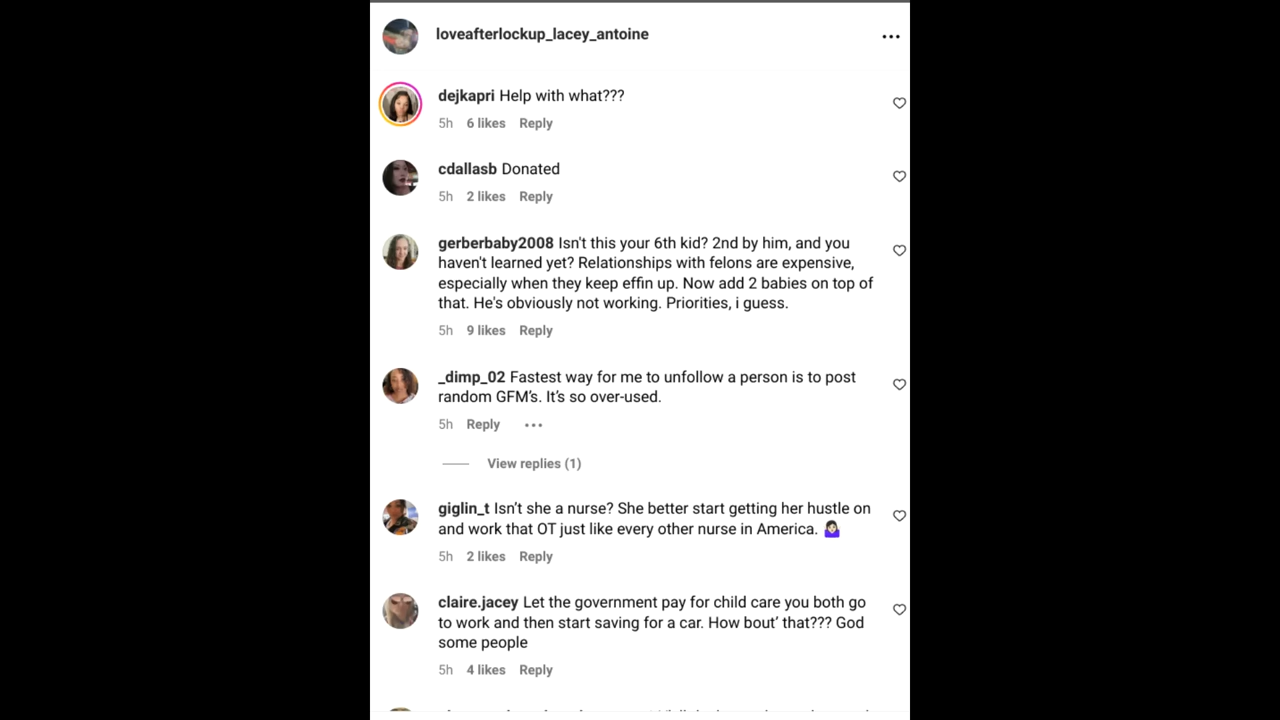 loveafterlockup_lacey_antoine
dejkapri Help with what???
5h 6 likes Reply
cdallasb Donated
5h 2 likes Reply
gerberbaby2008 Isn't this your 6th kid? 2nd by him, and you
haven't learned yet? Relationships with felons are expensive,
especially when they keep effin up. Now add 2 babies on top of
that. He's obviously not working. Priorities, i guess.
5h 9 likes Reply
_dimp_02 Fastest way for me to unfollow a person is to post
random GFM’s. It’s so over-used.
5h Reply
View replies (1)
giglin_t Isn’t she a nurse? She better start getting her hustle on
and work that OT just like every other nurse in America. 🤷🏻‍♀️
5h 2 likes Reply
claire.jacey Let the government pay for child care you both go
to work and then start saving for a car. How bout’ that??? God
some people
5h 4 likes Reply